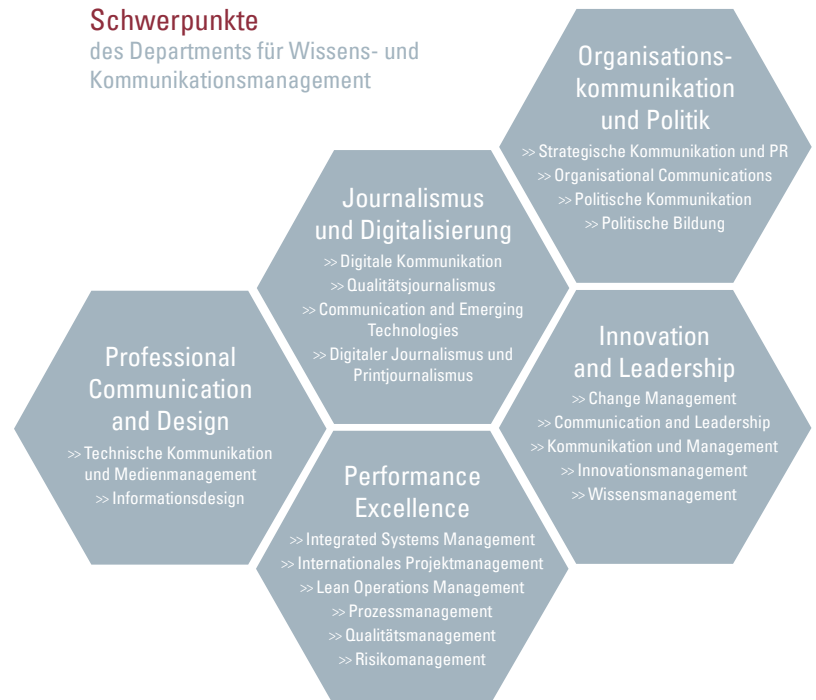 Schwerpunkte
des Departments für Wissens- und
Kommunikationsmanagement
Organisations-
kommunikation
und Politik
>> Strategische Kommunikation und PR
>> Organisational Communications
>> Politische Kommunikation
>> Politische Bildung
Journalismus
und Digitalisierung
>> Digitale Kommunikation
>> Qualitätsjournalismus
>> Communication and Emerging
Technologies
>> Digitaler Journalismus und
Printjournalismus
Innovation
and Leadership
>> Change Management
>> Communication and Leadership
>> Kommunikation und Management
>> Innovationsmanagement
>> Wissensmanagement
Professional
Communication
and Design
>> Technische Kommunikation
und Medienmanagement
>> Informationsdesign
Performance
Excellence
>> Integrated Systems Management
>> Internationales Projektmanagement
>> Lean Operations Management
>> Prozessmanagement
>> Qualitätsmanagement
>> Risikomanagement